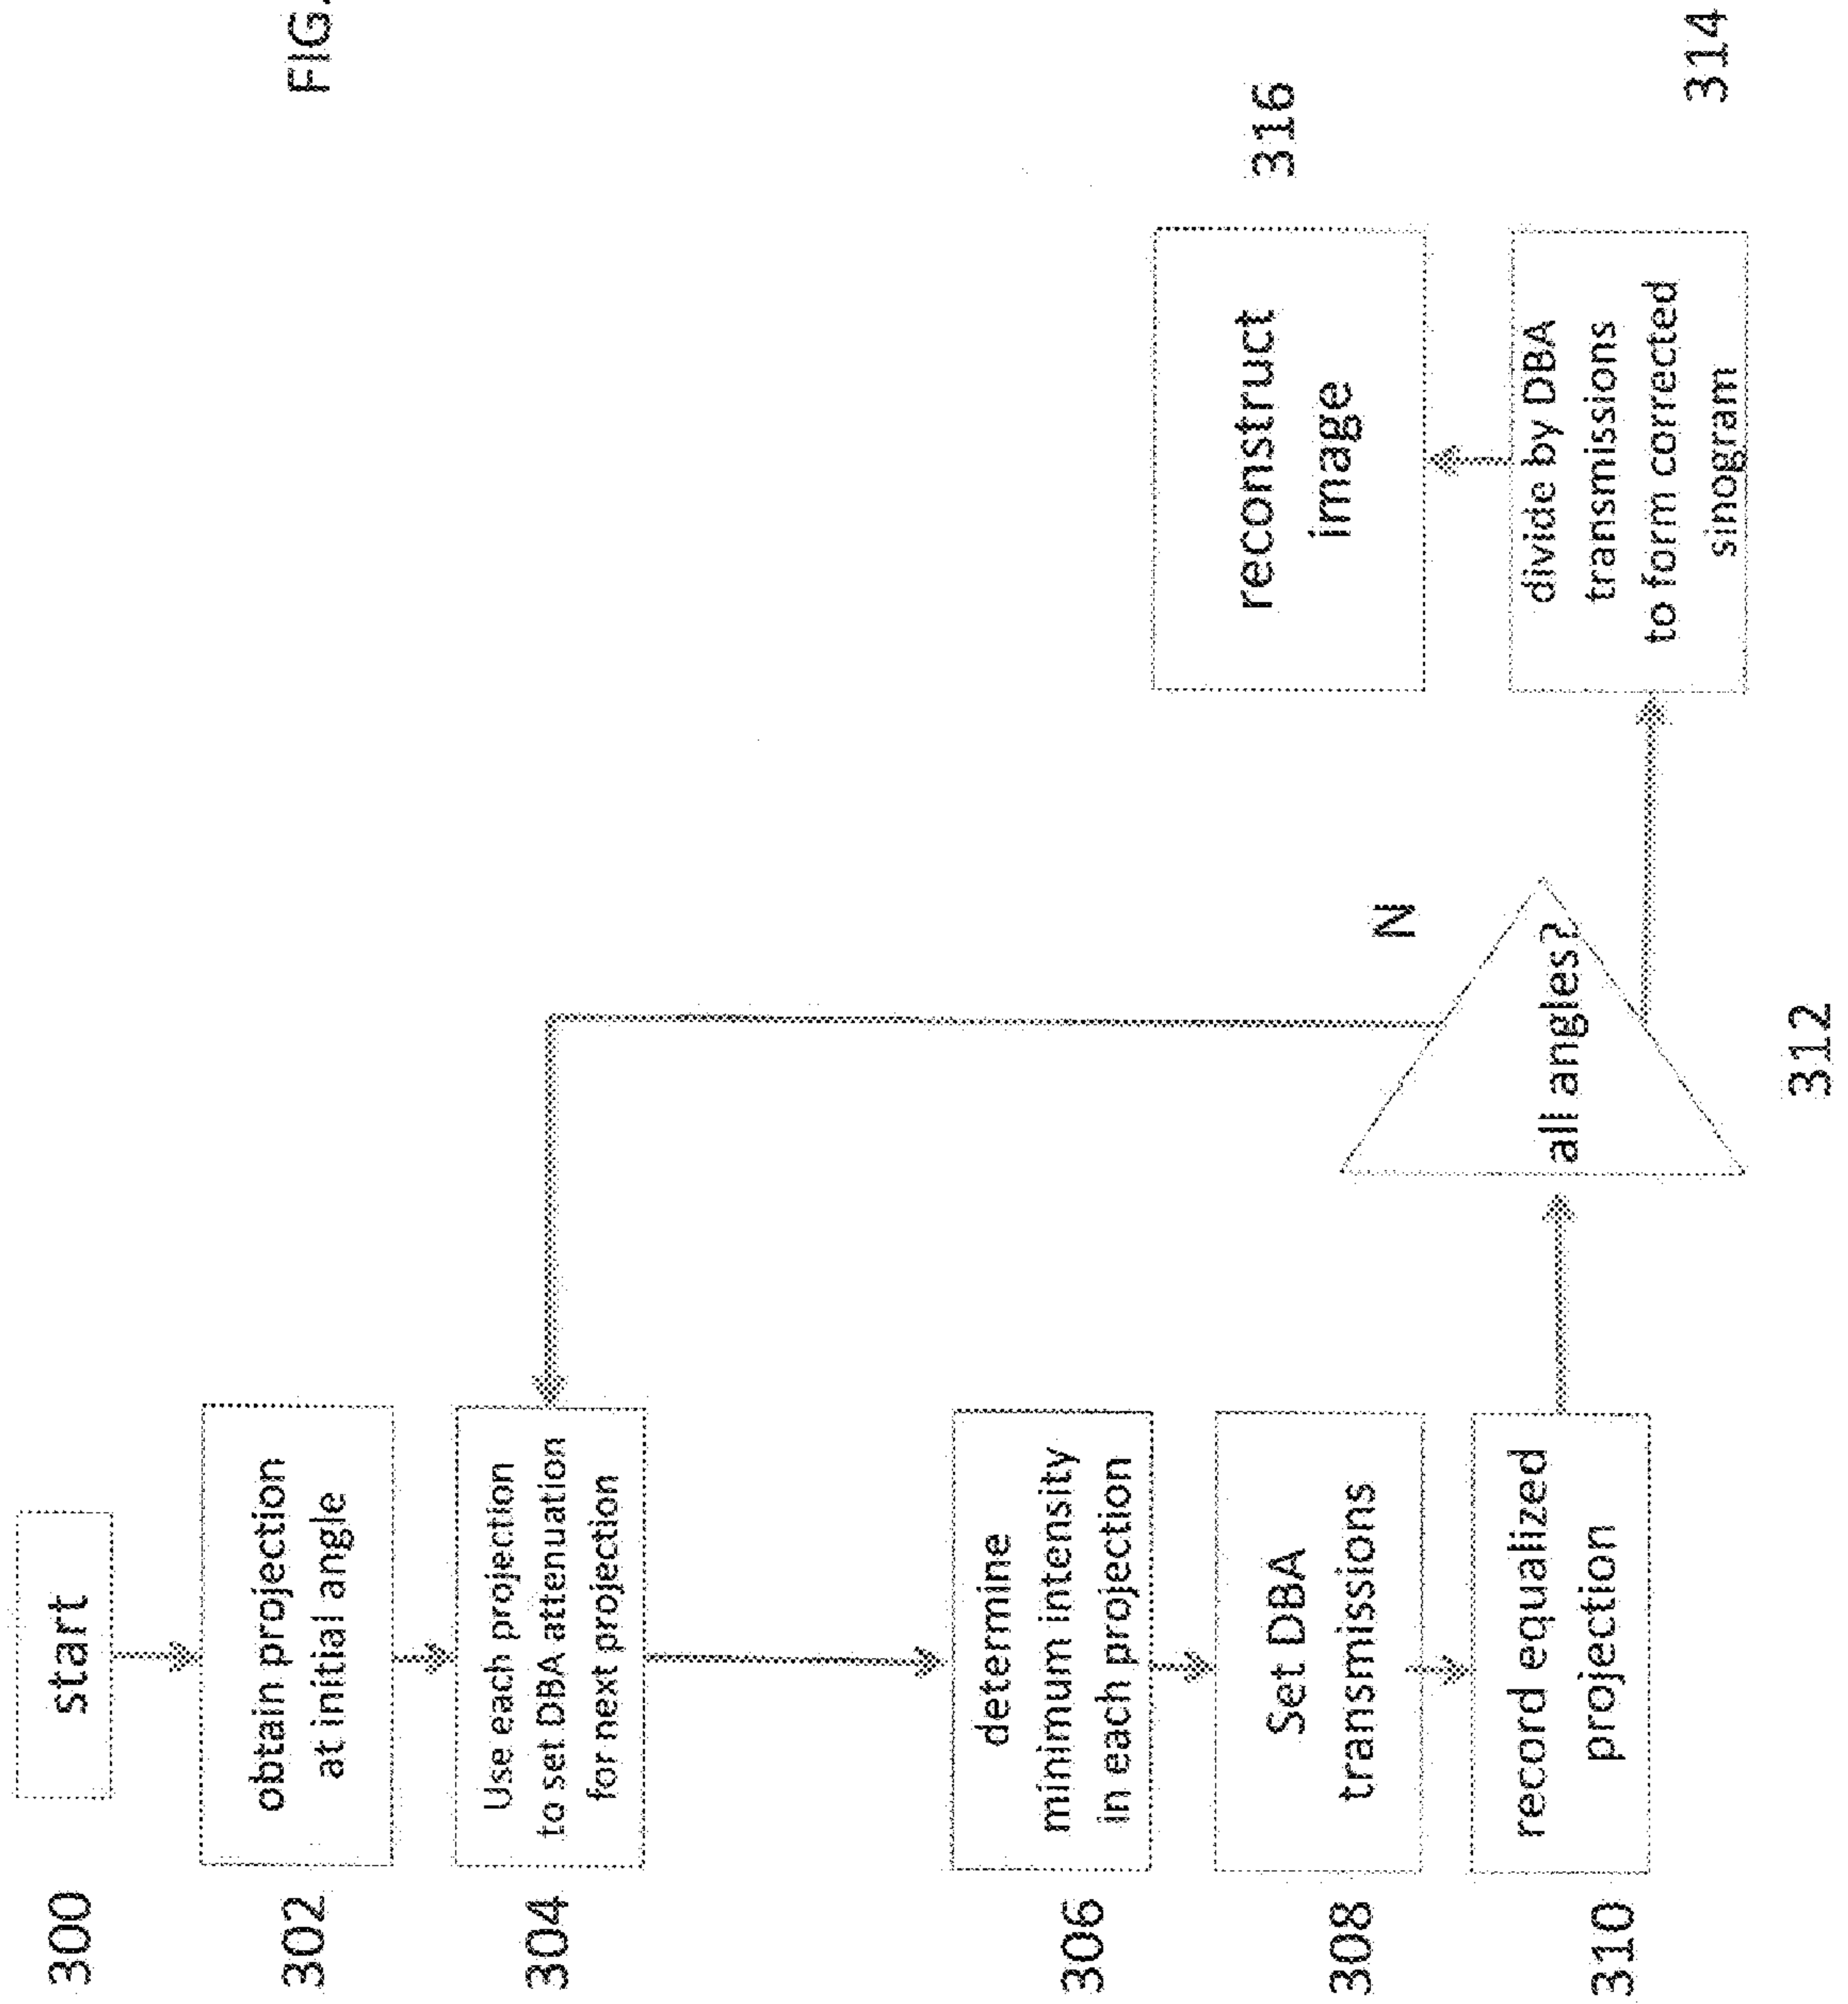 FIG.
300
start
302
obtain projection
at initial angle
304
Use each projection
to set DBA attenuation
for next projection
306
determine
minimum intensity
in each projection
308
Set DBA
transmissions
310
record equalized
projection
all angles?
312
N
divide by DBA
transmissions
to form corrected
sinogram
314
reconstruct
image
316